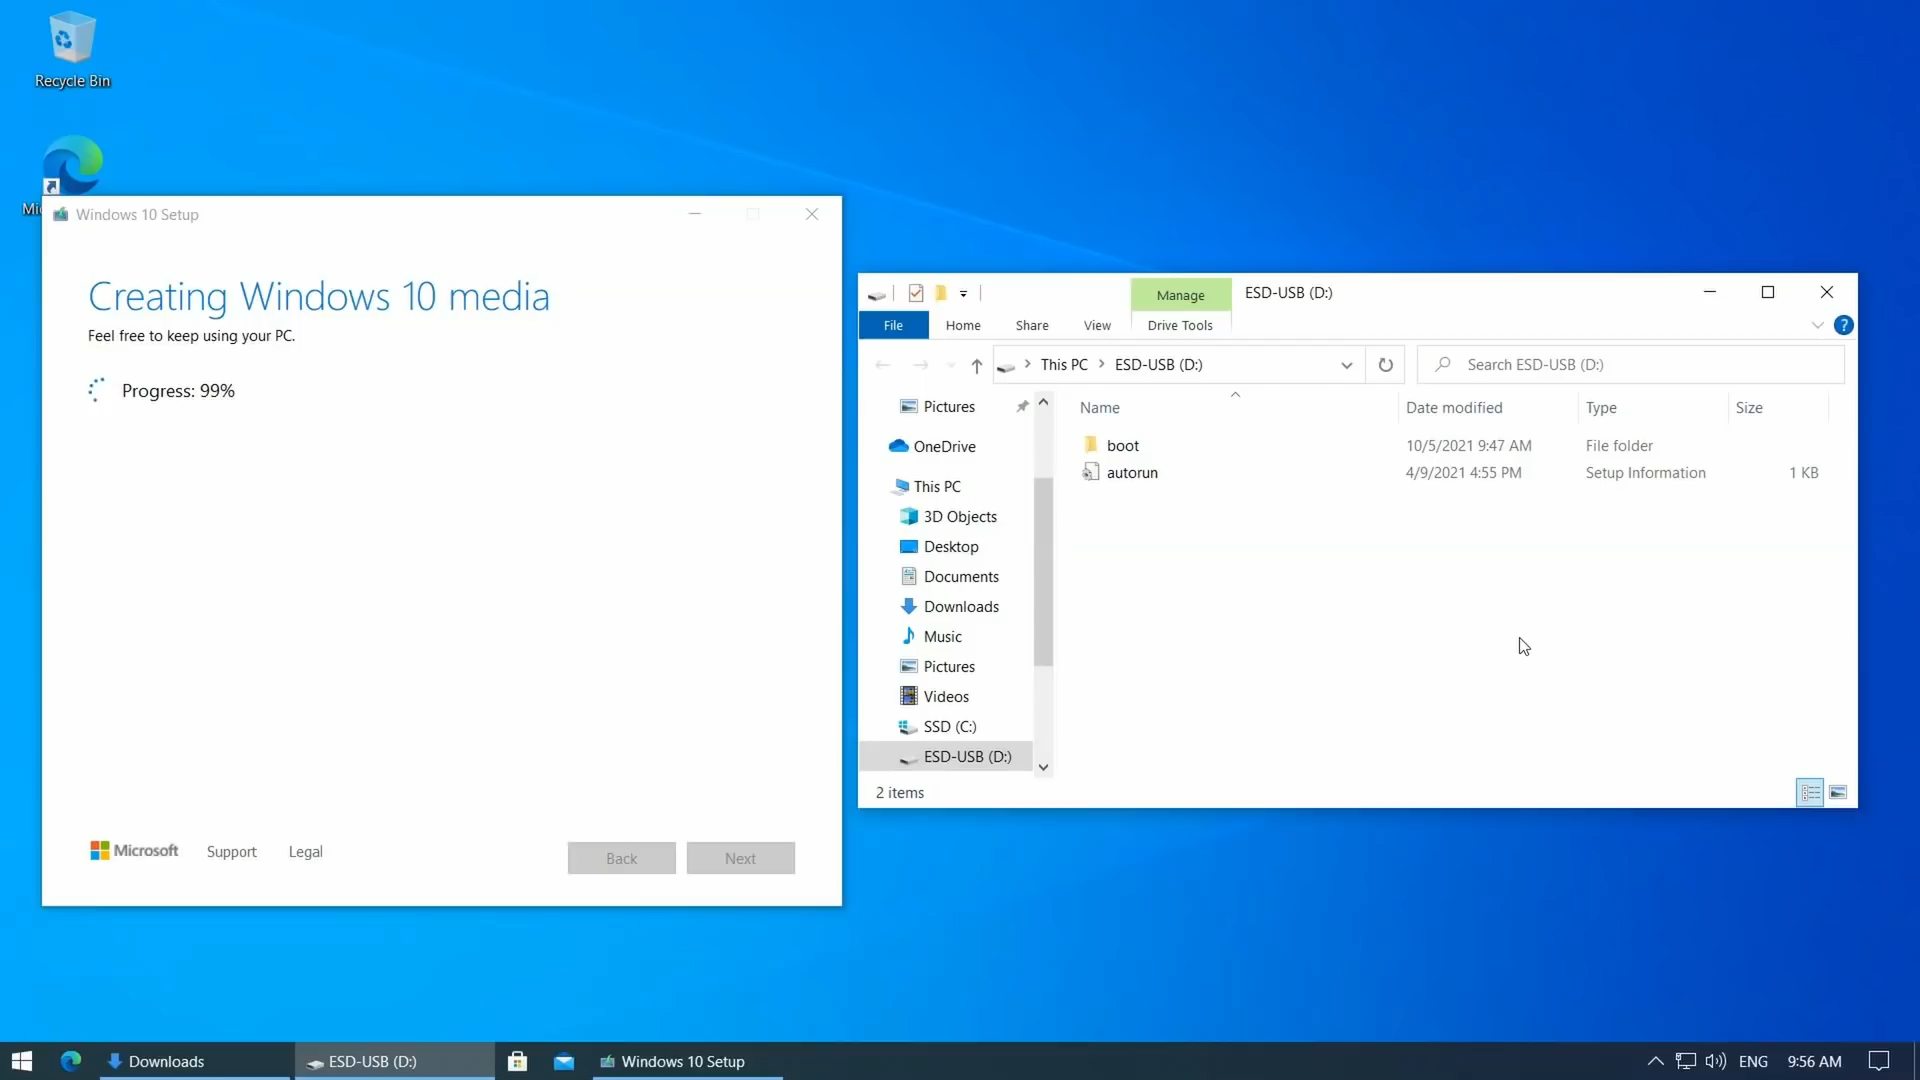 Recycle Bin
Windows 10 Setup
Creating Windows 10 media
Feel free to keep using your PC.
Progress: 99%
Microsoft
Support
Legal
Back
Next
Manage
ESD-USB (D:)
File
Home
Share
View
Drive Tools
?
This PC > ESD-USB (D:)
Search ESD-USB (D:)
Name
Date modified
Type
Size
boot
10/5/2021 9:47 AM
File folder
autorun
4/9/2021 4:55 PM
Setup Information
1 KB
Pictures
OneDrive
This PC
3D Objects
Desktop
Documents
Downloads
Music
Pictures
Videos
SSD (C:)
ESD-USB (D:)
2 items
Downloads
ESD-USB (D:)
Windows 10 Setup
ENG
9:56 AM